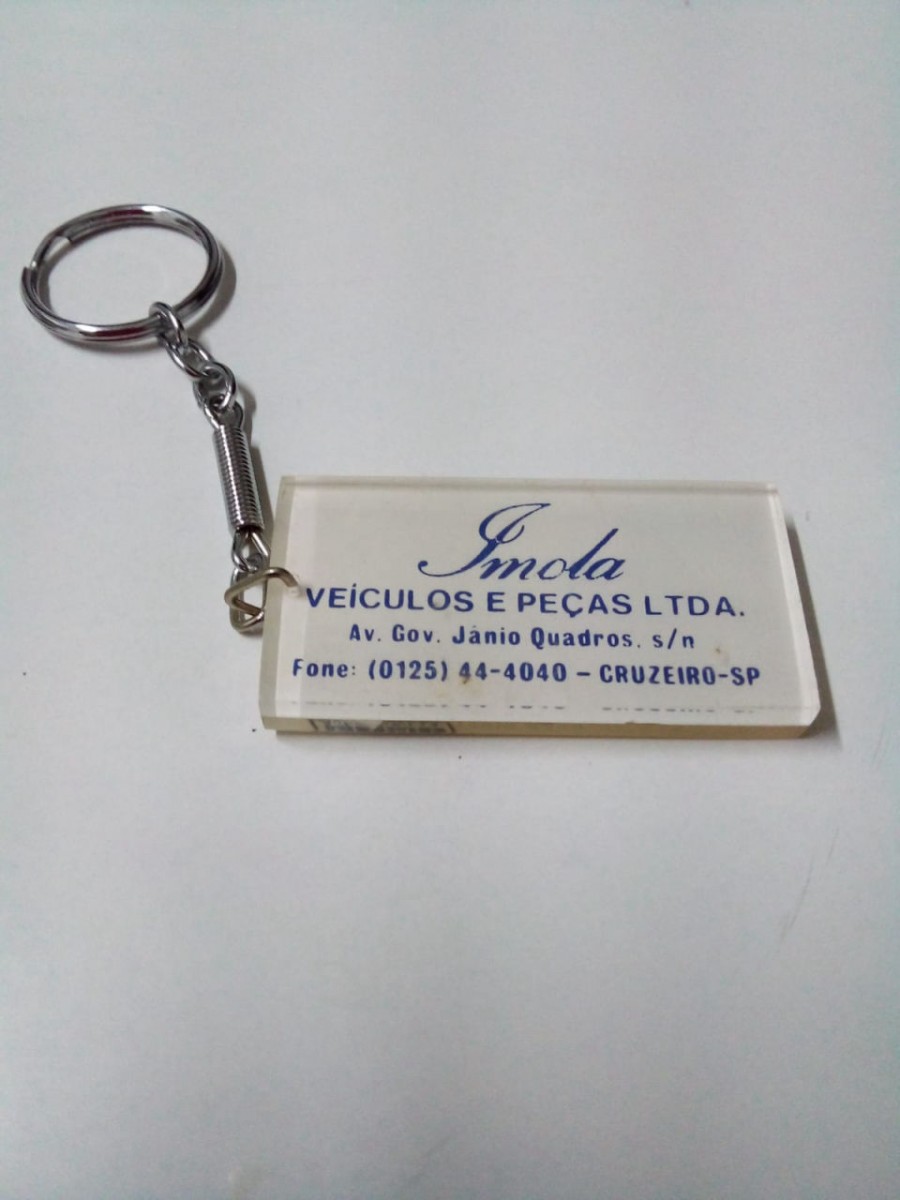 Imola
VEÍCULOS E PEÇAS LTDA.
Av. Gov. Jânio Quadros, s/n
Fone: (0125) 44-4040 – CRUZEIRO-SP